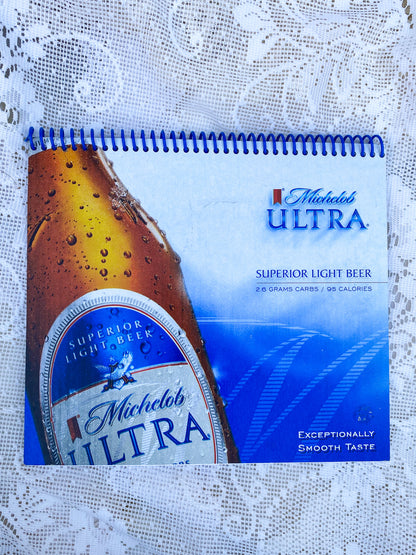 Michelob
ULTRA
SUPERIOR LIGHT BEER
2.6 GRAMS CARBS / 95 CALORIES
SUPERIOR
LIGHT BEER
Michelob
ULTRA
EXCEPTIONALLY
SMOOTH TASTE